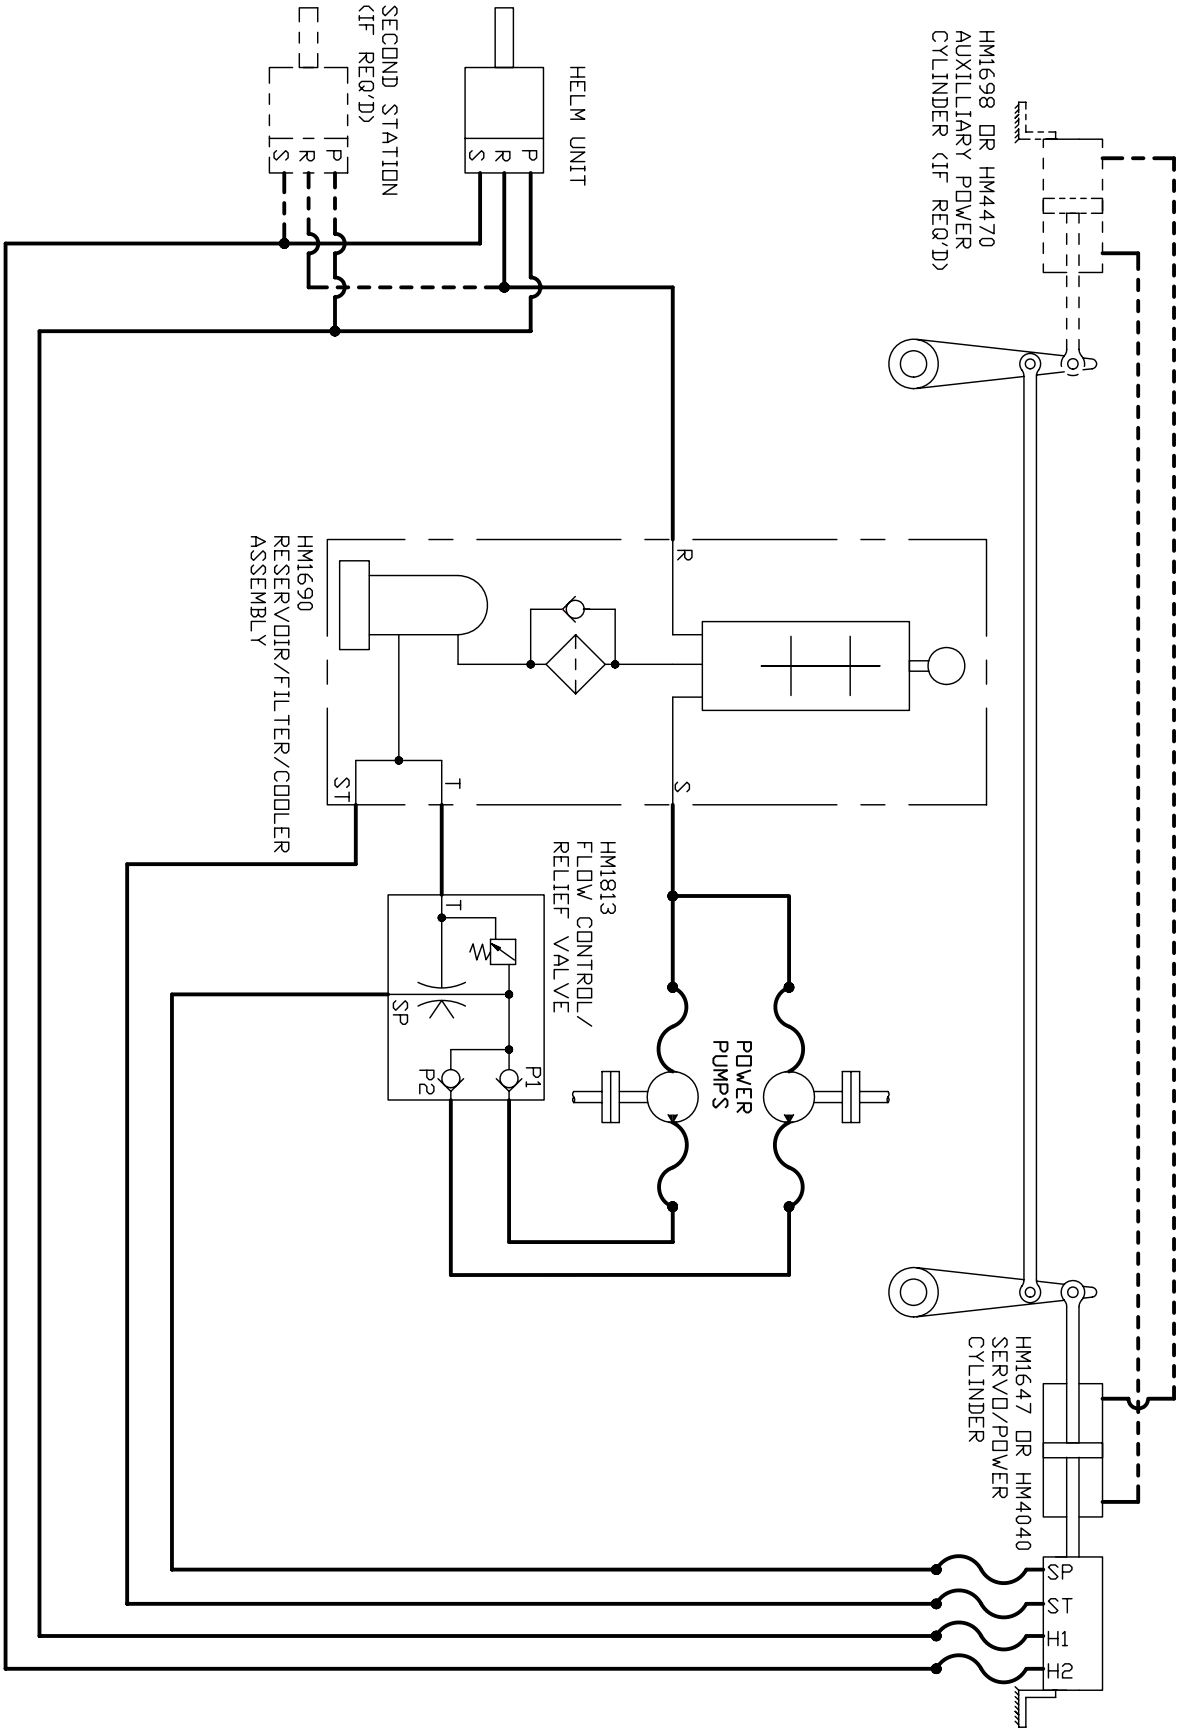 HM1698 OR HM4470
AUXILLIARY POWER
CYLINDER (IF REQ'D)
HM1647 OR HM4040
SERVO/POWER
CYLINDER
SP
ST
H1
H2
POWER
PUMPS
R
S
HM1813
FLOW CONTROL/
RELIEF VALVE
P1
P2
T
SP
T
ST
HM1690
RESERVOIR/FILTER/COOLER
ASSEMBLY
HELM UNIT
P
R
S
SECOND STATION
(IF REQ'D)
P
R
S